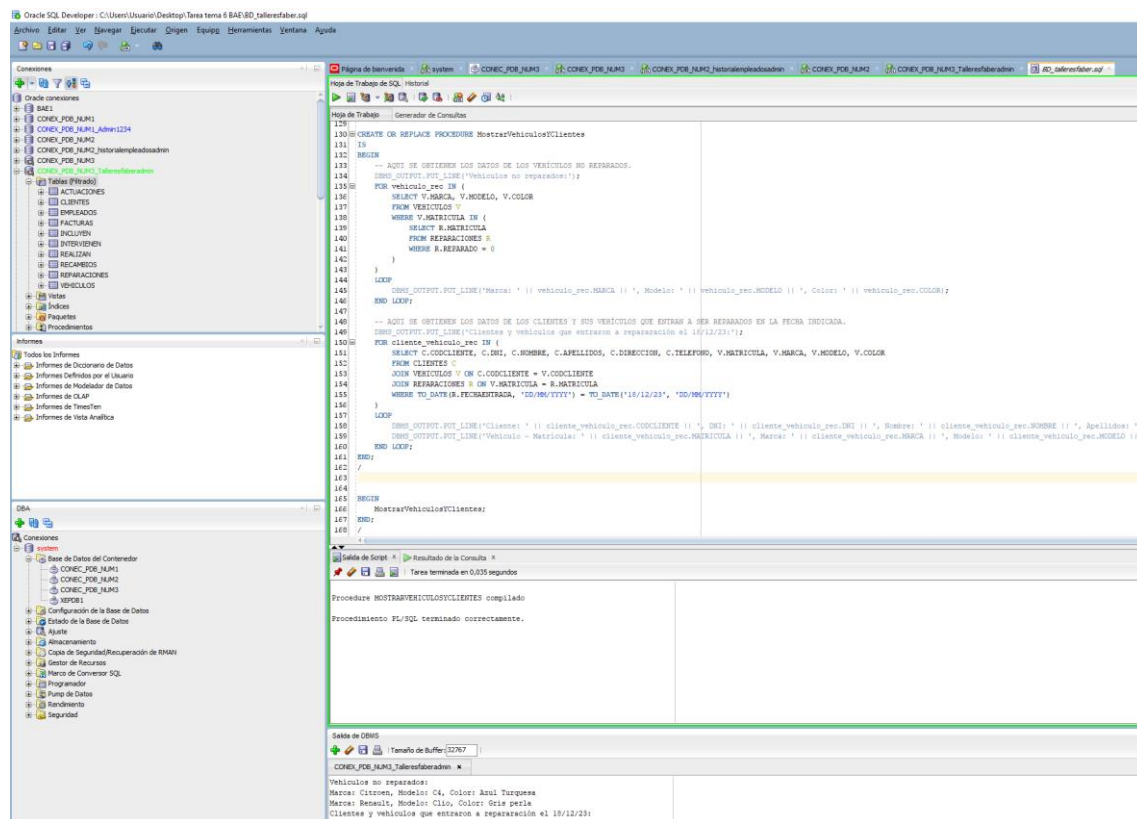 Oracle SQL Developer : C:\Users\Usuario\Desktop\Tarea tema 6 BAE\BD_talleresfaber.sql
Archivo Editar Ver Navegar Ejecutar Origen Equipo Herramientas Ventana Ayuda
Conexiones
Oracle conexiones
BAE1
CONEX_PDB_NUM1
CONEX_PDB_NUM1_Admin1234
CONEX_PDB_NUM2
CONEX_PDB_NUM2_historialempleadosadmin
CONEX_PDB_NUM3
CONEX_PDB_NUM3_Talleresfaberadmin
Tablas (Filtrado)
ACTUACIONES
CLIENTES
EMPLEADOS
FACTURAS
INCLUYEN
INTERVIENEN
REALIZAN
RECAMBIOS
REPARACIONES
VEHICULOS
Vistas
Índices
Paquetes
Procedimientos
Informes
Todos los Informes
Informes de Diccionario de Datos
Informes Definidos por el Usuario
Informes de Modelador de Datos
Informes de OLAP
Informes de TimesTen
Informes de Vista Analítica
DBA
Conexiones
system
Base de Datos del Contenedor
CONEC_PDB_NUM1
CONEC_PDB_NUM2
CONEC_PDB_NUM3
XEPDB1
Configuración de la Base de Datos
Estado de la Base de Datos
Ajuste
Almacenamiento
Copia de Seguridad/Recuperación de RMAN
Gestor de Recursos
Marco de Conversor SQL
Programador
Pump de Datos
Rendimiento
Seguridad
Página de bienvenida system CONEC_PDB_NUM3 CONEX_PDB_NUM3 CONEX_PDB_NUM2_historialempleadosadmin CONEX_PDB_NUM2 CONEX_PDB_NUM3_Talleresfaberadmin BD_talleresfaber.sql
Hoja de Trabajo de SQL Historial
Hoja de Trabajo Generador de Consultas
129
130 CREATE OR REPLACE PROCEDURE MostrarVehiculosYClientes
131 IS
132 BEGIN
133 -- AQUI SE OBTIENEN LOS DATOS DE LOS VEHÍCULOS NO REPARADOS.
134 DBMS_OUTPUT.PUT_LINE('Vehiculos no reparados:');
135 FOR vehiculo_rec IN (
136 SELECT V.MARCA, V.MODELO, V.COLOR
137 FROM VEHICULOS V
138 WHERE V.MATRICULA IN (
139 SELECT R.MATRICULA
140 FROM REPARACIONES R
141 WHERE R.REPARADO = 0
142 )
143 )
144 LOOP
145 DBMS_OUTPUT.PUT_LINE('Marca: ' || vehiculo_rec.MARCA || ', Modelo: ' || vehiculo_rec.MODELO || ', Color: ' || vehiculo_rec.COLOR);
146 END LOOP;
147
148 -- AQUI SE OBTIENEN LOS DATOS DE LOS CLIENTES Y SUS VEHÍCULOS QUE ENTRAN A SER REPARADOS EN LA FECHA INDICADA.
149 DBMS_OUTPUT.PUT_LINE('Clientes y vehiculos que entraron a repararación el 18/12/23:');
150 FOR cliente_vehiculo_rec IN (
151 SELECT C.CODCLIENTE, C.DNI, C.NOMBRE, C.APELLIDOS, C.DIRECCION, C.TELEFONO, V.MATRICULA, V.MARCA, V.MODELO, V.COLOR
152 FROM CLIENTES C
153 JOIN VEHICULOS V ON C.CODCLIENTE = V.CODCLIENTE
154 JOIN REPARACIONES R ON V.MATRICULA = R.MATRICULA
155 WHERE TO_DATE(R.FECHAENTRADA, 'DD/MM/YYYY') = TO_DATE('18/12/23', 'DD/MM/YYYY')
156 )
157 LOOP
158 DBMS_OUTPUT.PUT_LINE('Cliente: ' || cliente_vehiculo_rec.CODCLIENTE || ', DNI: ' || cliente_vehiculo_rec.DNI || ', Nombre: ' || cliente_vehiculo_rec.NOMBRE || ', Apellidos: '
159 DBMS_OUTPUT.PUT_LINE('Vehiculo - Matricula: ' || cliente_vehiculo_rec.MATRICULA || ', Marca: ' || cliente_vehiculo_rec.MARCA || ', Modelo: ' || cliente_vehiculo_rec.MODELO ||
160 END LOOP;
161 END;
162 /
163
164
165 BEGIN
166 MostrarVehiculosYClientes;
167 END;
168 /
Salida de Script Resultado de la Consulta
Tarea terminada en 0,035 segundos
Procedure MOSTRARVEHICULOSYCLIENTES compilado
Procedimiento PL/SQL terminado correctamente.
Salida de DBMS
Tamaño de Buffer: 32767
CONEX_PDB_NUM3_Talleresfaberadmin
Vehiculos no reparados:
Marca: Citroen, Modelo: C4, Color: Azul Turquesa
Marca: Renault, Modelo: Clio, Color: Gris perla
Clientes y vehiculos que entraron a repararación el 18/12/23: